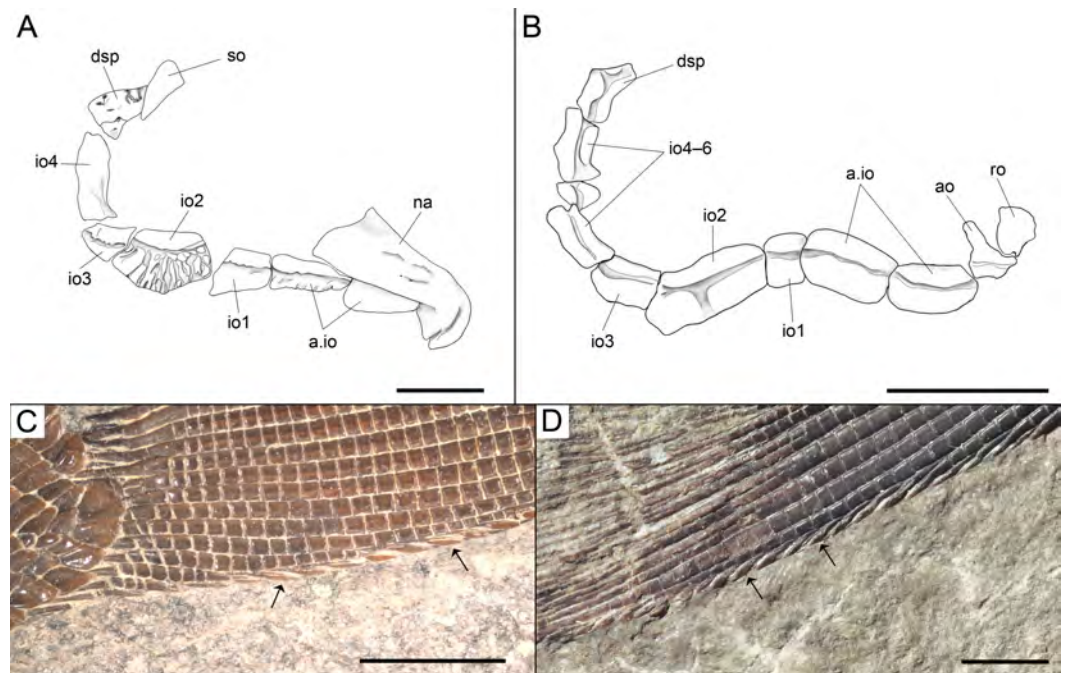 A
dsp
so
io4
io2
na
io3
io1
a.io
B
dsp
io4–6
a.io
ro
ao
io2
io1
io3
C
D